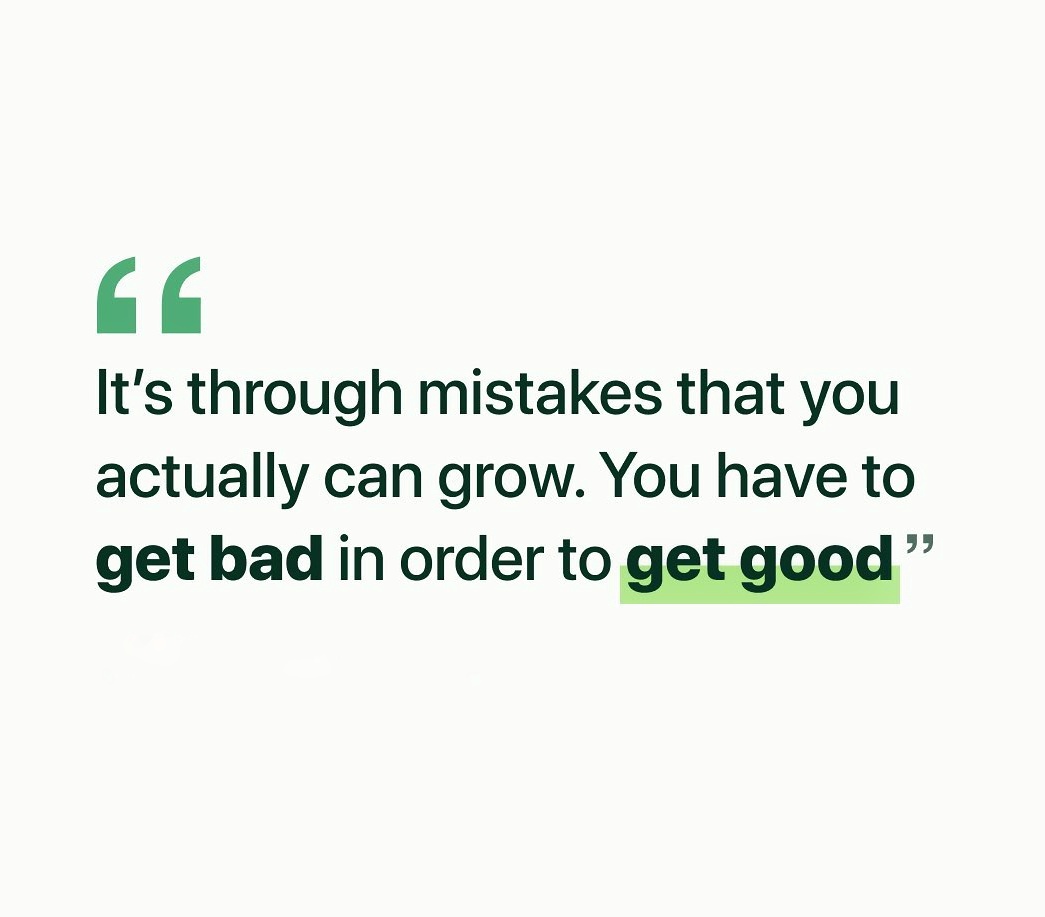 “
It’s through mistakes that you
actually can grow. You have to
get bad in order to get good ”